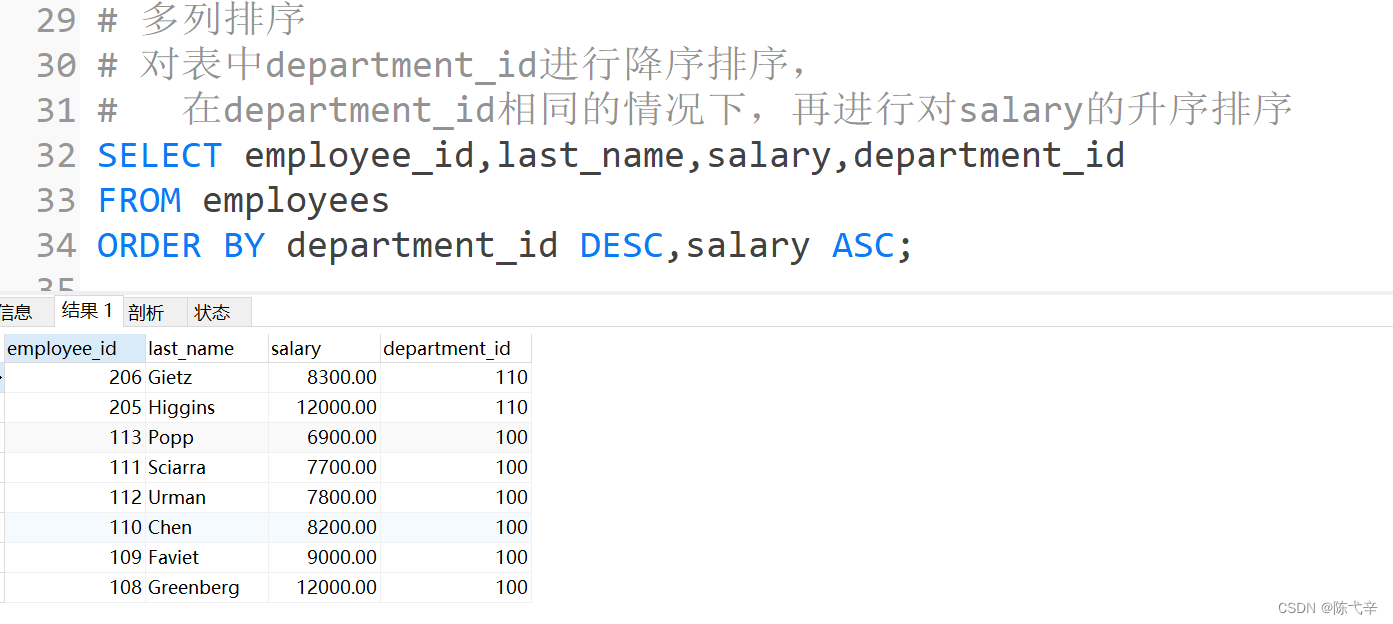 29 # 多列排序
30 # 对表中department_id进行降序排序，
31 #   在department_id相同的情况下，再进行对salary的升序排序
32 SELECT employee_id,last_name,salary,department_id
33 FROM employees
34 ORDER BY department_id DESC,salary ASC;
35
信息 结果 1 剖析 状态
employee_id last_name salary department_id
206 Gietz 8300.00 110
205 Higgins 12000.00 110
113 Popp 6900.00 100
111 Sciarra 7700.00 100
112 Urman 7800.00 100
110 Chen 8200.00 100
109 Faviet 9000.00 100
108 Greenberg 12000.00 100
CSDN @陈弋辛